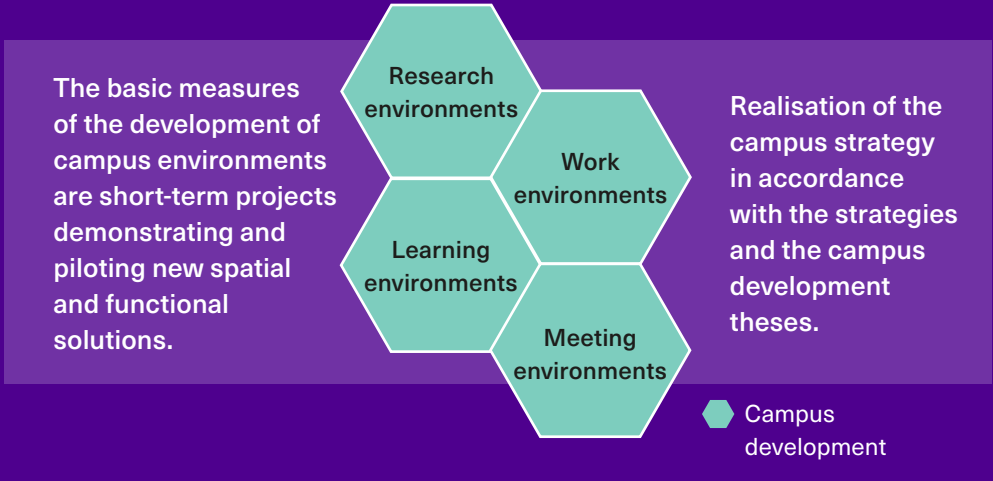 The basic measures
of the development of
campus environments
are short-term projects
demonstrating and
piloting new spatial
and functional
solutions.
Research
environments
Work
environments
Learning
environments
Meeting
environments
Realisation of the
campus strategy
in accordance
with the strategies
and the campus
development
theses.
Campus
development